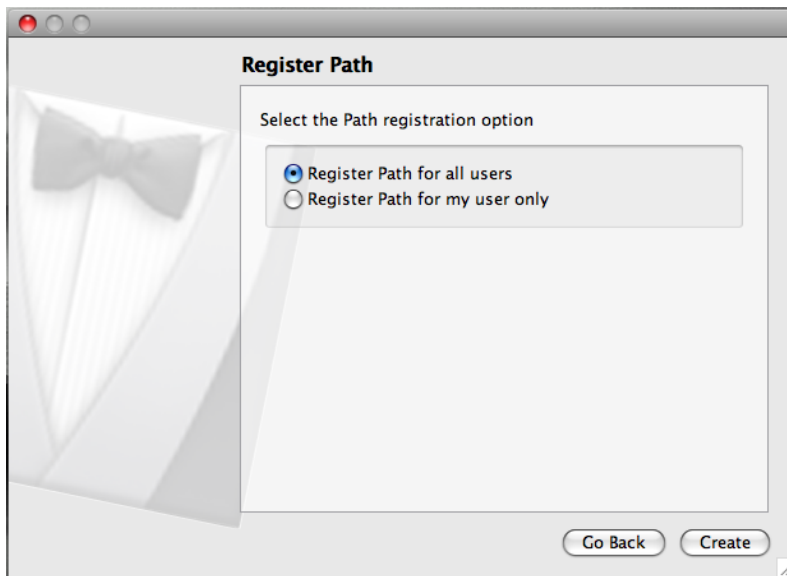 Register Path
Select the Path registration option
Register Path for all users
Register Path for my user only
Go Back
Create